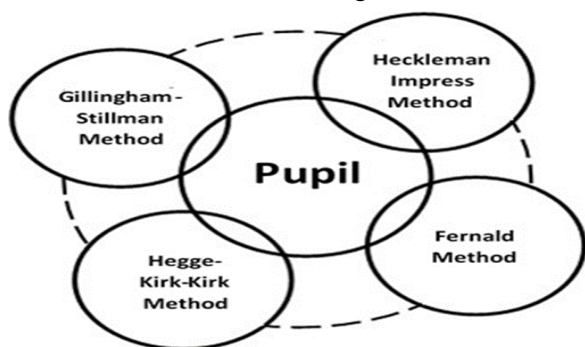 Heckleman
Impress
Method
Gillingham-
Stillman
Method
Pupil
Hegge-
Kirk-Kirk
Method
Fernald
Method